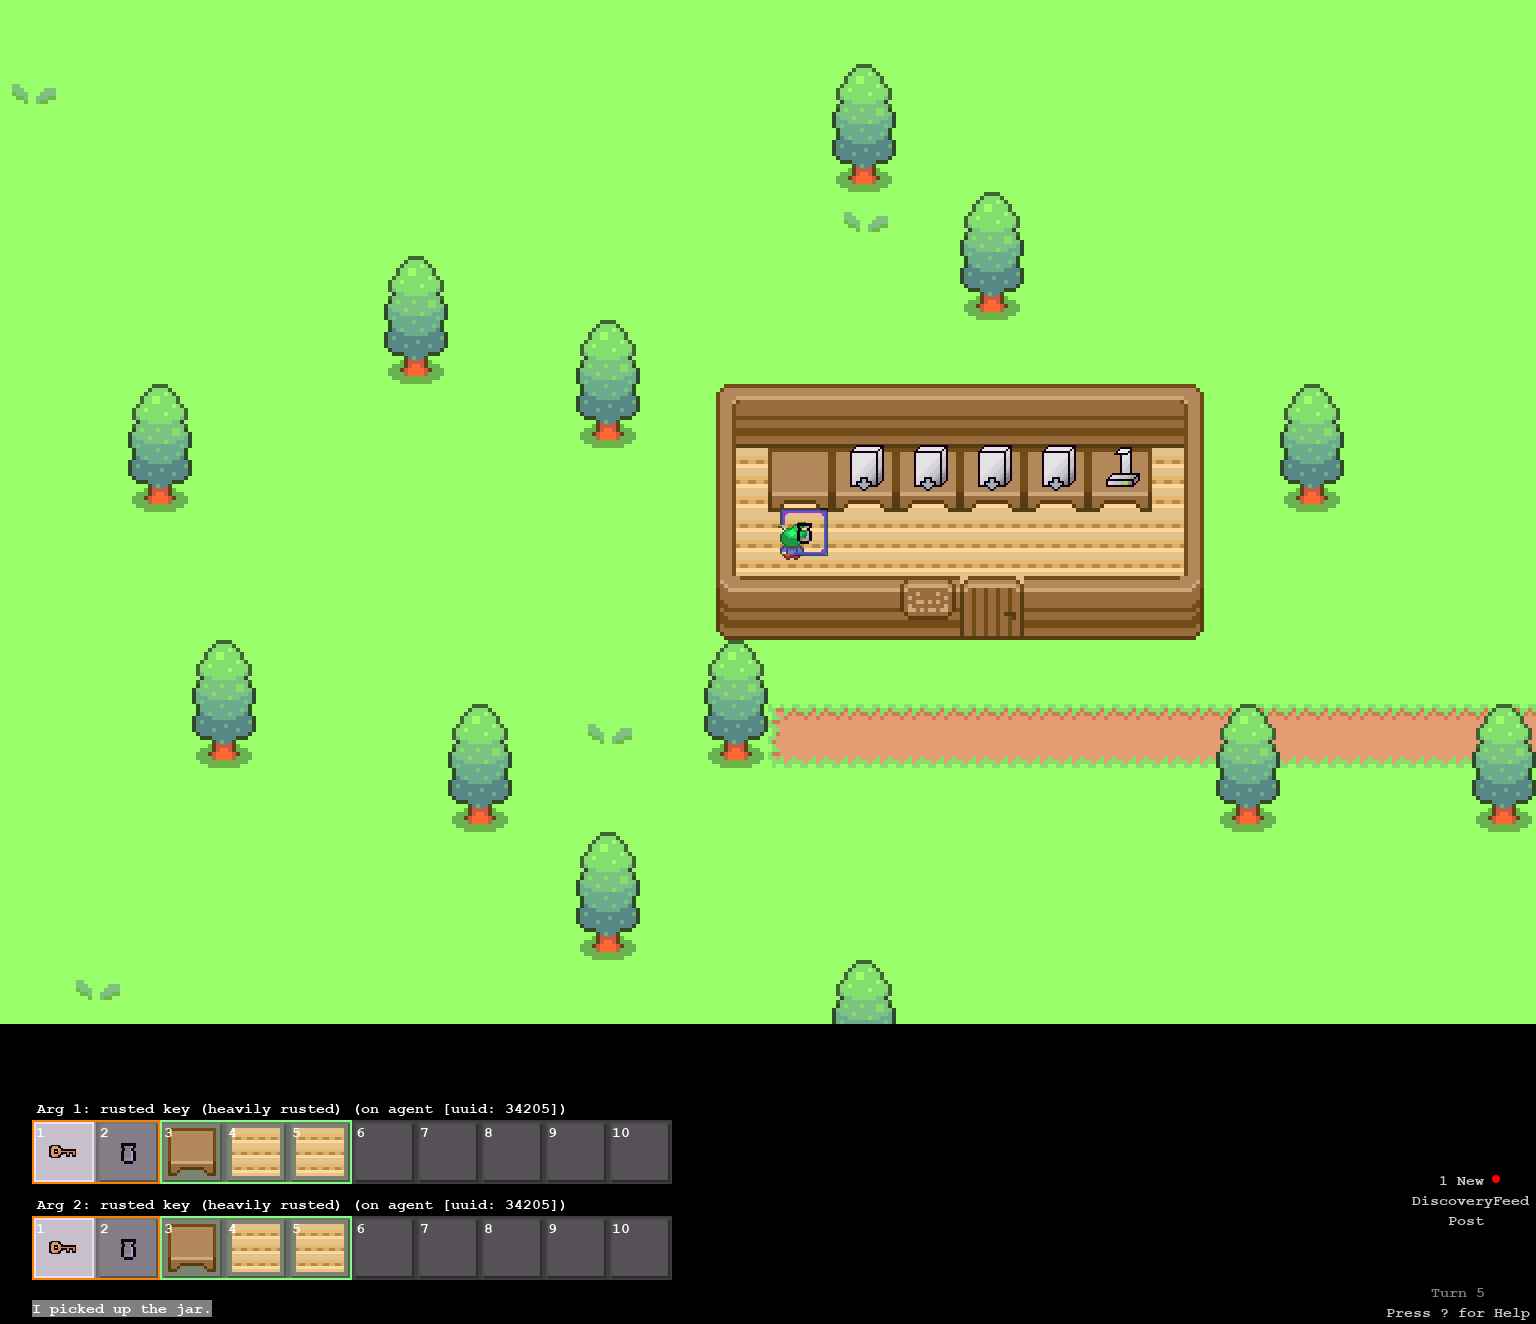 Arg 1: rusted key (heavily rusted) (on agent [uuid: 34205])
1 2 3 4 5 6 7 8 9 10
Arg 2: rusted key (heavily rusted) (on agent [uuid: 34205])
1 2 3 4 5 6 7 8 9 10
I picked up the jar.
1 New
DiscoveryFeed
Post
Turn 5
Press ? for Help